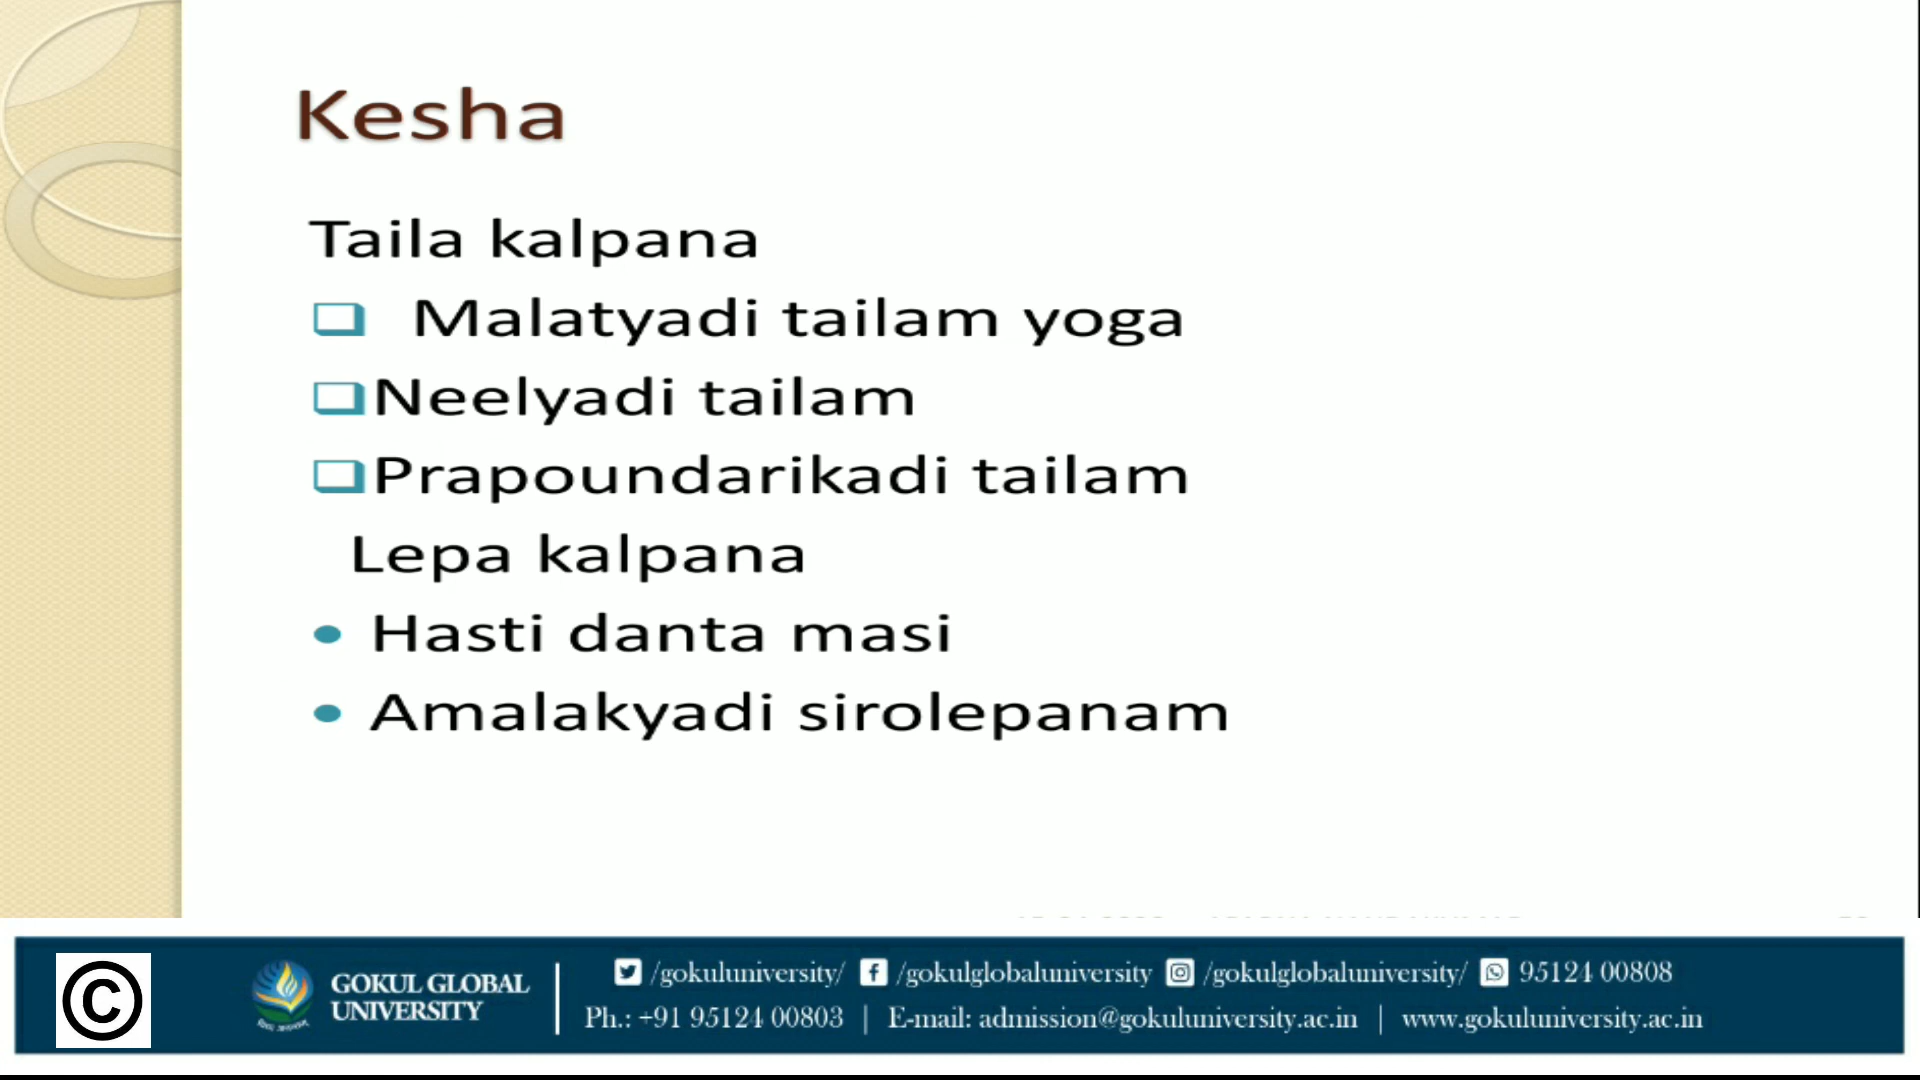 Kesha
Taila kalpana
Malatyadi tailam yoga
Neelyadi tailam
Prapoundarikadi tailam
Lepa kalpana
Hasti danta masi
Amalakyadi sirolepanam
©
GOKUL GLOBAL
UNIVERSITY
/gokuluniversity/ /gokulglobaluniversity /gokulglobaluniversity/ 95124 00808
Ph.: +91 95124 00803 | E-mail: admission@gokuluniversity.ac.in | www.gokuluniversity.ac.in